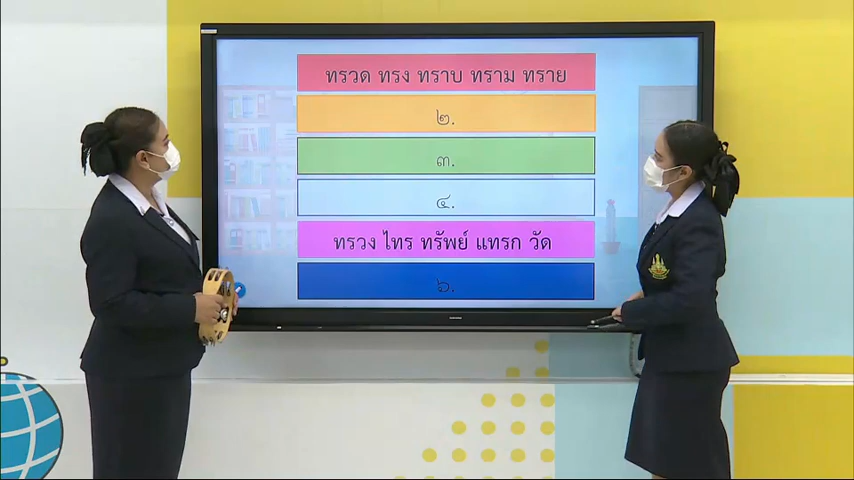 ทรวด ทรง ทราบ ทราม ทราย
๒.
๓.
๔.
ทรวง ไทร ทรัพย์ แทรก วัด
๖.